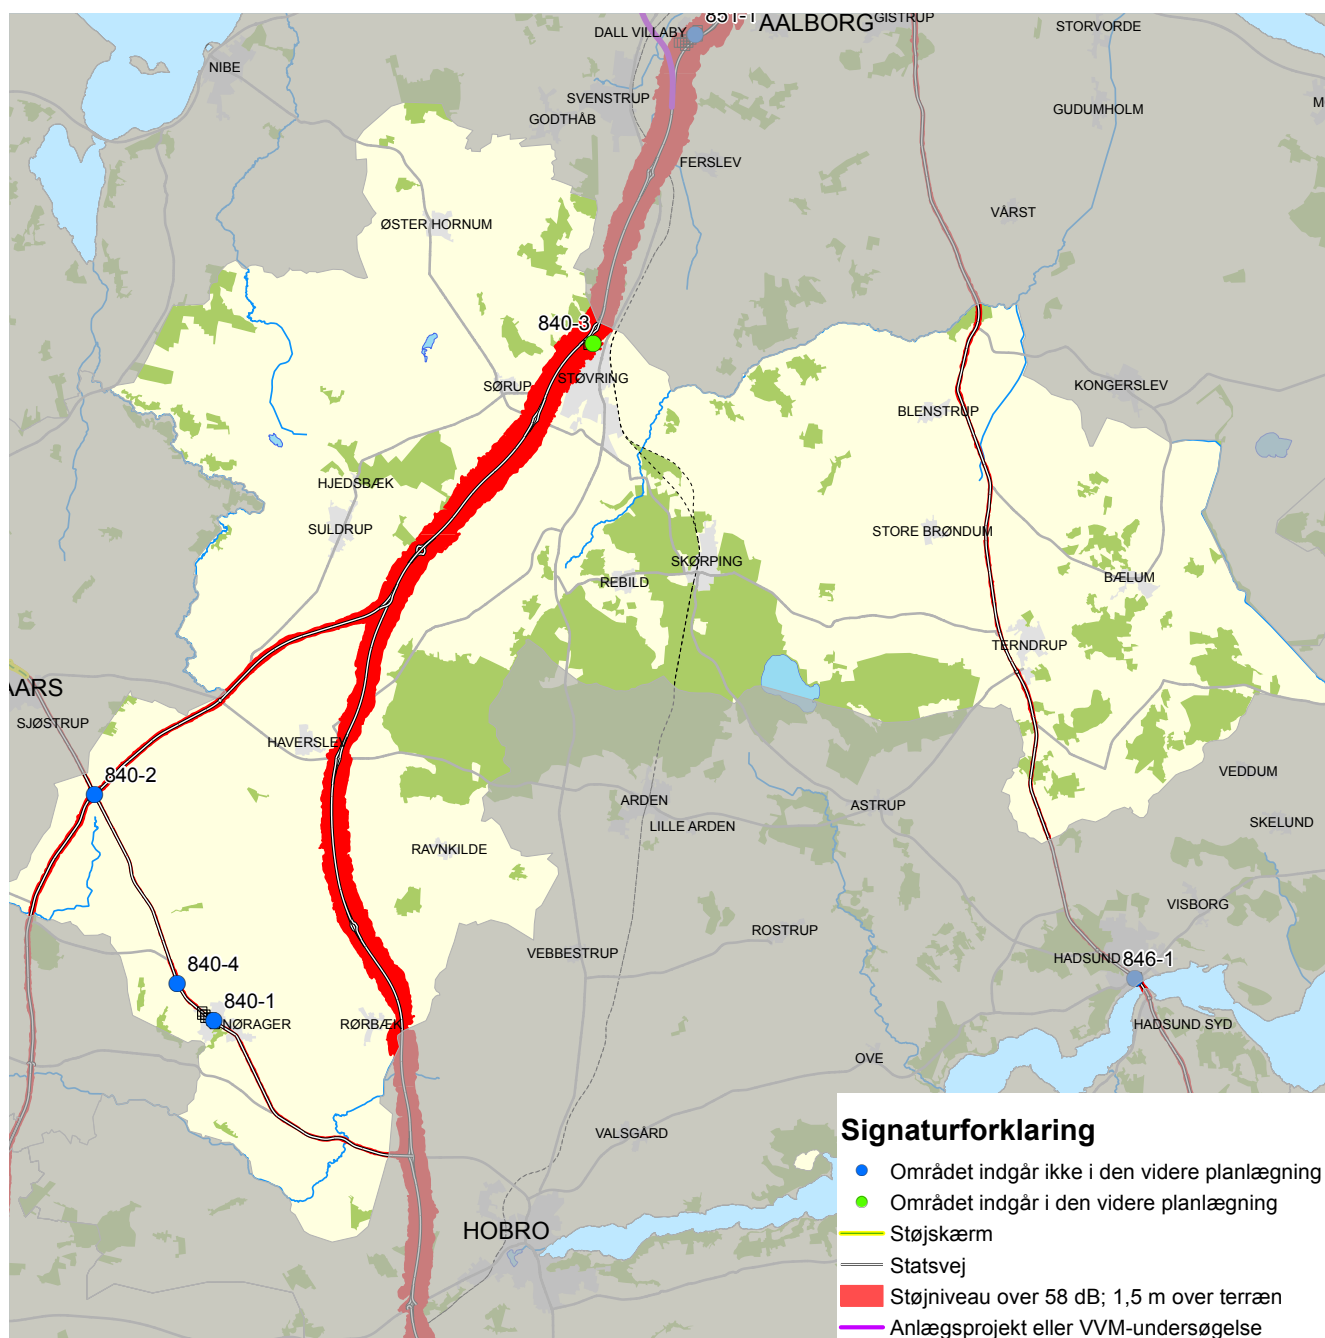 851-1
AALBORG
GISTRUP
STORVORDE
DALL VILLABY
NIBE
SVENSTRUP
GODTHÅB
GUDUMHOLM
FERSLEV
VÅRST
ØSTER HORNUM
840-3
STØVRING
SØRUP
KONGERSLEV
BLENSTRUP
HJEDSBÆK
SULDRUP
STORE BRØNDUM
SKØRPING
REBILD
BÆLUM
TERNDRUP
AARS
SJØSTRUP
HAVERSLEV
840-2
VEDDUM
ARDEN
ASTRUP
LILLE ARDEN
SKELUND
RAVNKILDE
VISBORG
ROSTRUP
VEBBESTRUP
HADSUND
846-1
840-4
840-1
NØRAGER
RØRBÆK
HADSUND SYD
OVE
VALSGÅRD
HOBRO
Signaturforklaring
Området indgår ikke i den videre planlægning
Området indgår i den videre planlægning
Støjskærm
Statsvej
Støjniveau over 58 dB; 1,5 m over terræn
Anlægsprojekt eller VVM-undersøgelse